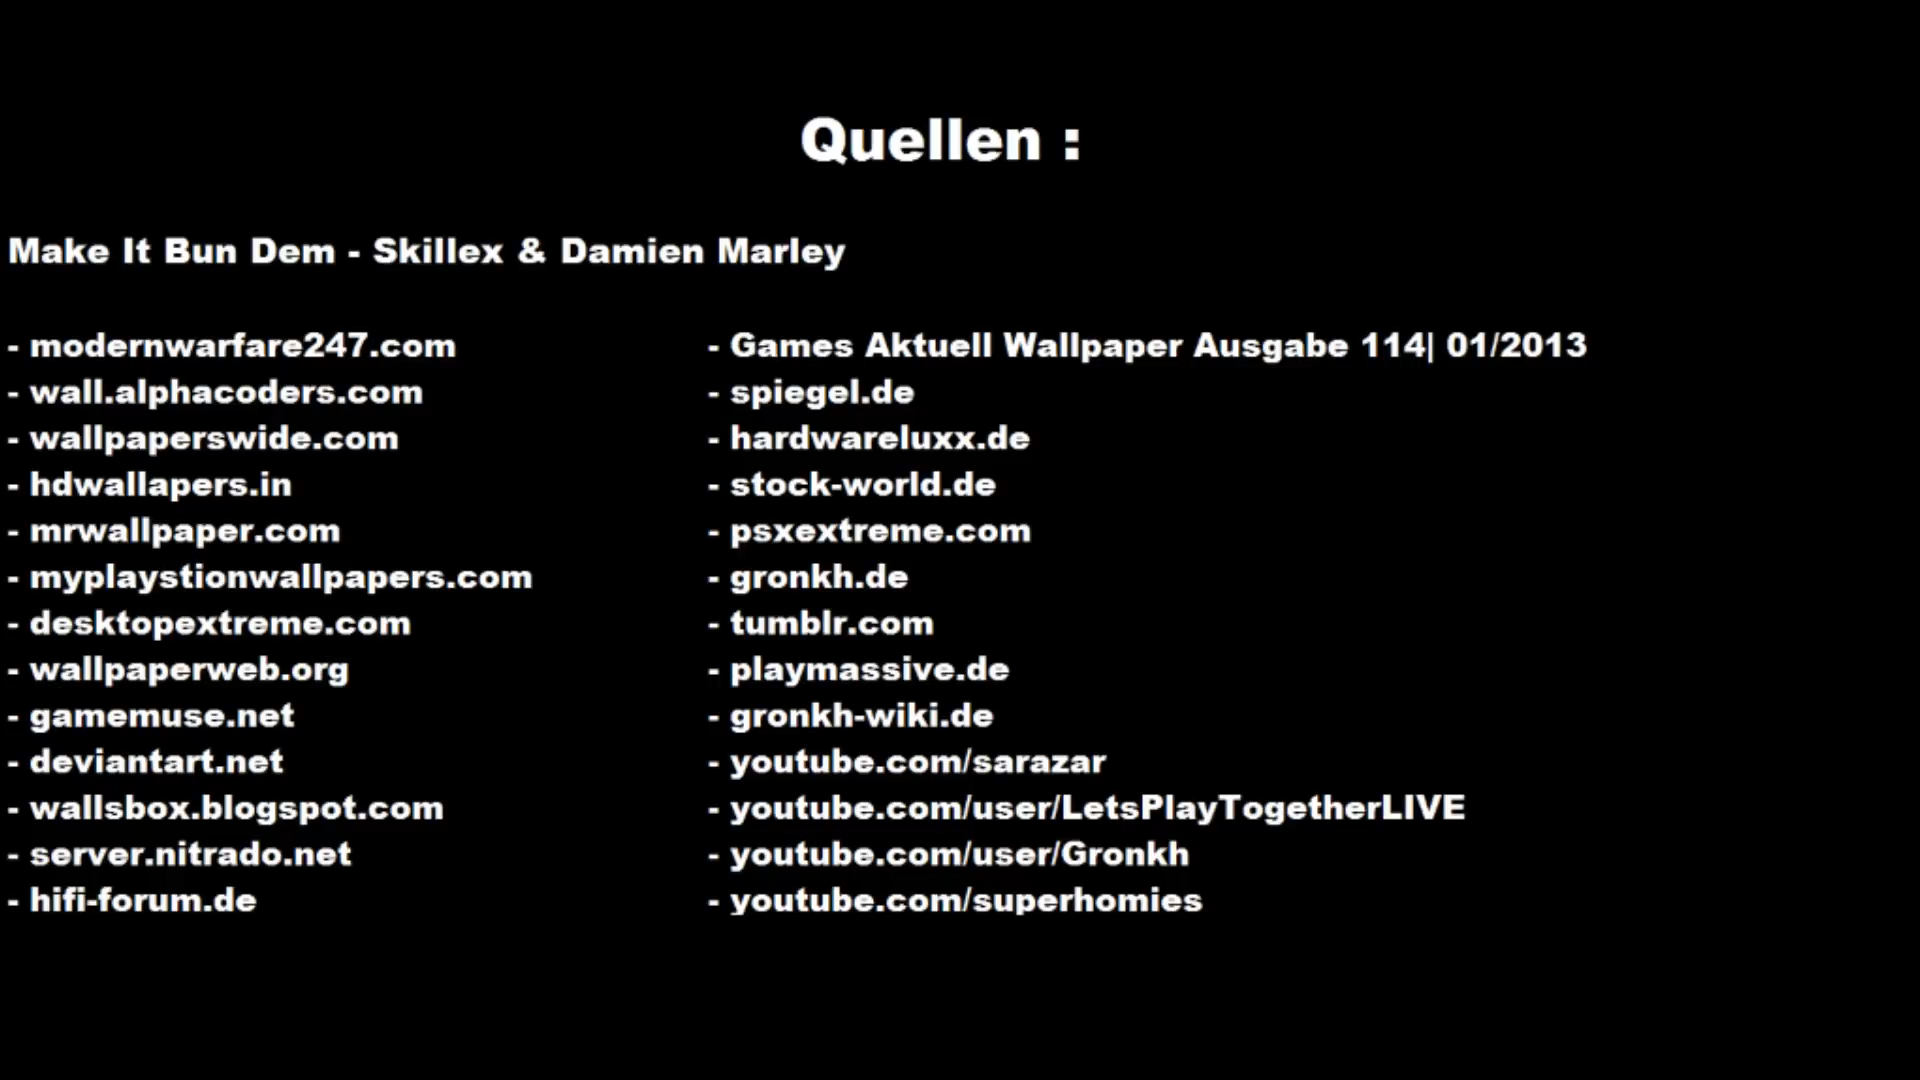 Quellen :
Make It Bun Dem - Skillex & Damien Marley
- modernwarfare247.com
- wall.alphacoders.com
- wallpaperswide.com
- hdwallapers.in
- mrwallpaper.com
- myplaystionwallpapers.com
- desktopextreme.com
- wallpaperweb.org
- gamemuse.net
- deviantart.net
- wallsbox.blogspot.com
- server.nitrado.net
- hifi-forum.de
- Games Aktuell Wallpaper Ausgabe 114| 01/2013
- spiegel.de
- hardwareluxx.de
- stock-world.de
- psxextreme.com
- gronkh.de
- tumblr.com
- playmassive.de
- gronkh-wiki.de
- youtube.com/sarazar
- youtube.com/user/LetsPlayTogetherLIVE
- youtube.com/user/Gronkh
- youtube.com/superhomies